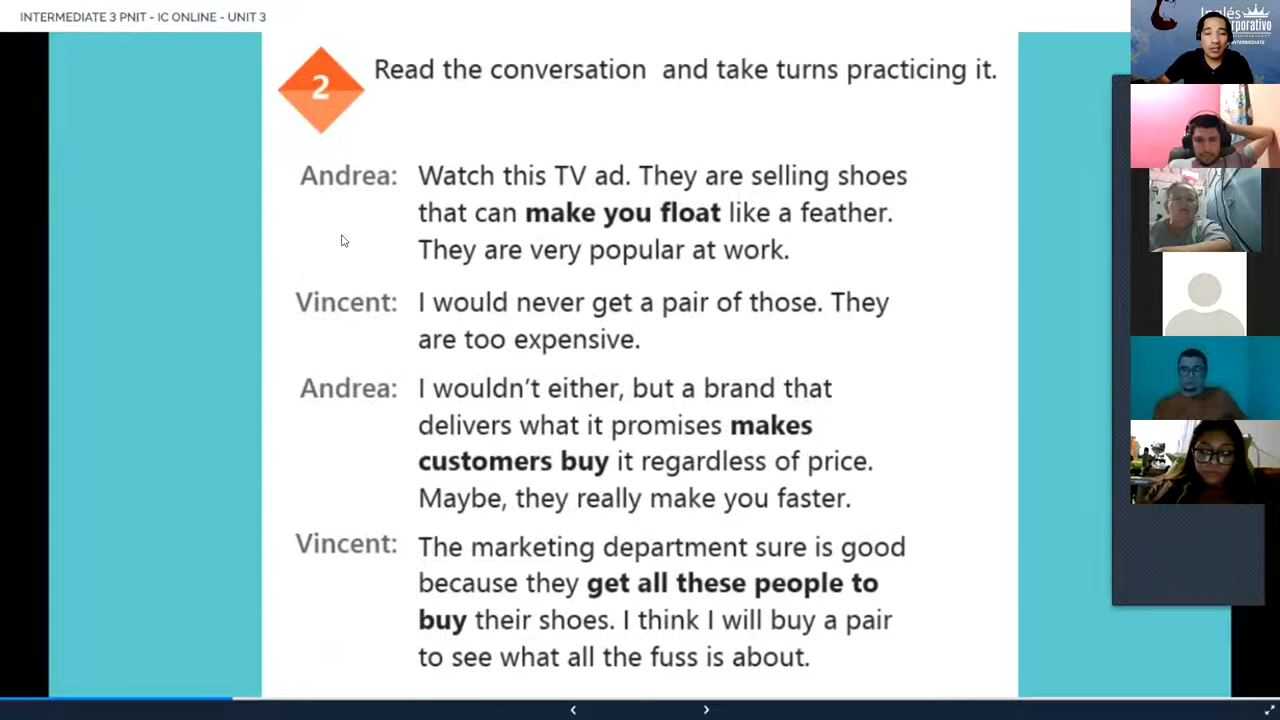 INTERMEDIATE 3 PNIT - IC ONLINE - UNIT 3
2
Read the conversation and take turns practicing it.
Andrea: Watch this TV ad. They are selling shoes
that can make you float like a feather.
They are very popular at work.
Vincent: I would never get a pair of those. They
are too expensive.
Andrea: I wouldn't either, but a brand that
delivers what it promises makes
customers buy it regardless of price.
Maybe, they really make you faster.
Vincent: The marketing department sure is good
because they get all these people to
buy their shoes. I think I will buy a pair
to see what all the fuss is about.
Inglés
INTERMEDIATE